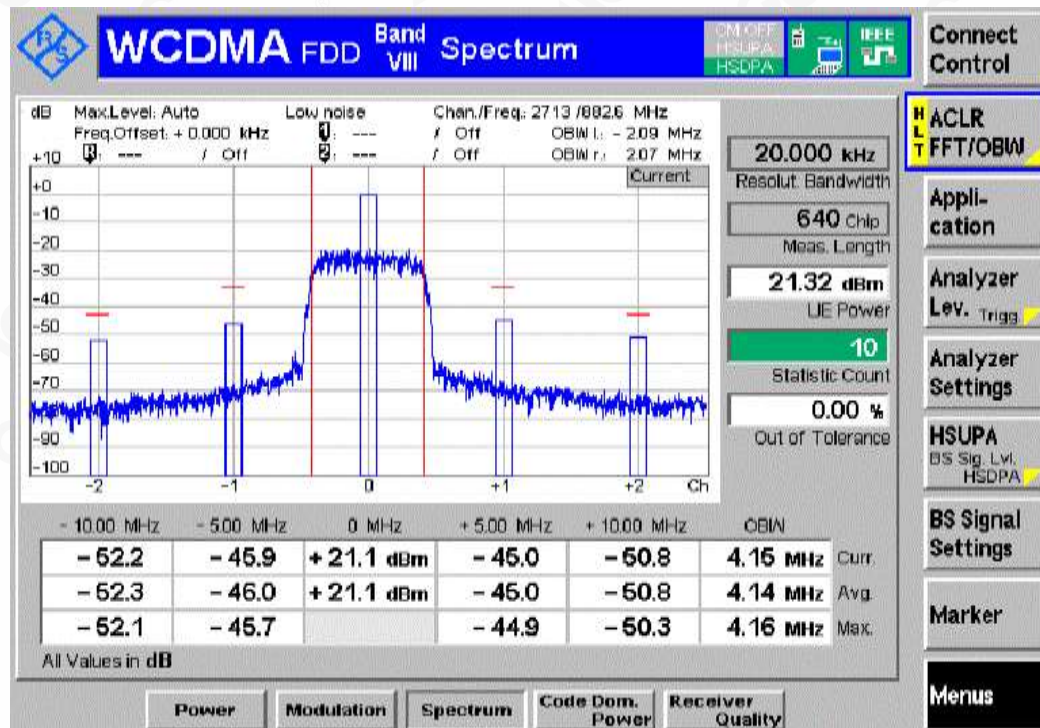 R&S
WCDMA FDD Band VIII Spectrum
CM OFF
HSUPA
HSDPA
IEEE
Connect Control
dB Max.Level: Auto Low noise Chan./Freq.: 2713 /882.6 MHz
Freq.Offset: + 0.000 kHz 1: --- / Off OBW l.: - 2.09 MHz
R: --- / Off 2: --- / Off OBW r.: 2.07 MHz
Current
+10
+0
-10
-20
-30
-40
-50
-60
-70
-90
-100
-2 -1 0 +1 +2 Ch
20.000 kHz
Resolut. Bandwidth
640 Chip
Meas. Length
21.32 dBm
UE Power
10
Statistic Count
0.00 %
Out of Tolerance
- 10.00 MHz - 5.00 MHz 0 MHz + 5.00 MHz + 10.00 MHz OBW
- 52.2 - 45.9 + 21.1 dBm - 45.0 - 50.8 4.15 MHz Curr.
- 52.3 - 46.0 + 21.1 dBm - 45.0 - 50.8 4.14 MHz Avg.
- 52.1 - 45.7 - 44.9 - 50.3 4.16 MHz Max.
All Values in dB
HLT
ACLR
FFT/OBW
Appli-
cation
Analyzer
Lev. Trigg.
Analyzer
Settings
HSUPA
BS Sig. Lvl.
HSDPA
BS Signal
Settings
Marker
Menus
Power
Modulation
Spectrum
Code Dom.
Power
Receiver
Quality